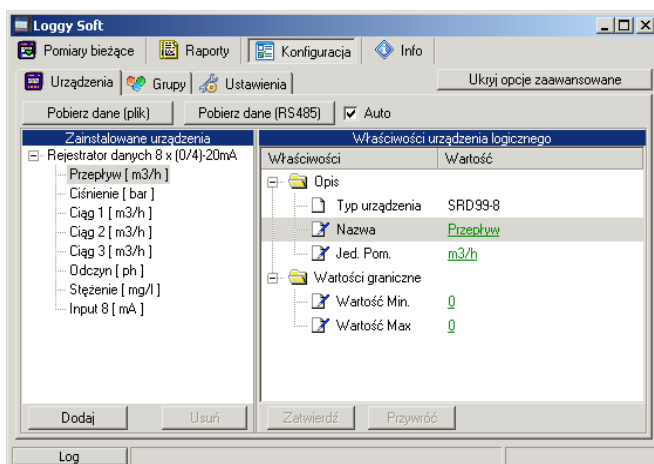 Loggy Soft
Pomiary bieżące Raporty Konfiguracja Info
Urządzenia Grupy Ustawienia Ukryj opcje zaawansowane
Pobierz dane (plik) Pobierz dane (RS485) Auto
Zainstalowane urządzenia
Rejestrator danych 8 x (0/4)-20mA
Przepływ [ m3/h ]
Ciśnienie [ bar ]
Ciąg 1 [ m3/h ]
Ciąg 2 [ m3/h ]
Ciąg 3 [ m3/h ]
Odczyn [ ph ]
Stężenie [ mg/l ]
Input 8 [ mA ]
Dodaj Usuń
Właściwości urządzenia logicznego
Właściwości Wartość
Opis
Typ urządzenia SRD99-8
Nazwa Przepływ
Jed. Pom. m3/h
Wartości graniczne
Wartość Min. 0
Wartość Max 0
Zatwierdź Przywróć
Log